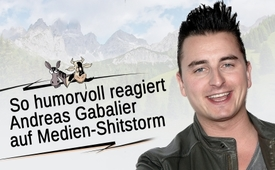 So humorvoll reagiert
Andreas Gabalier
auf Medien-Shitstorm